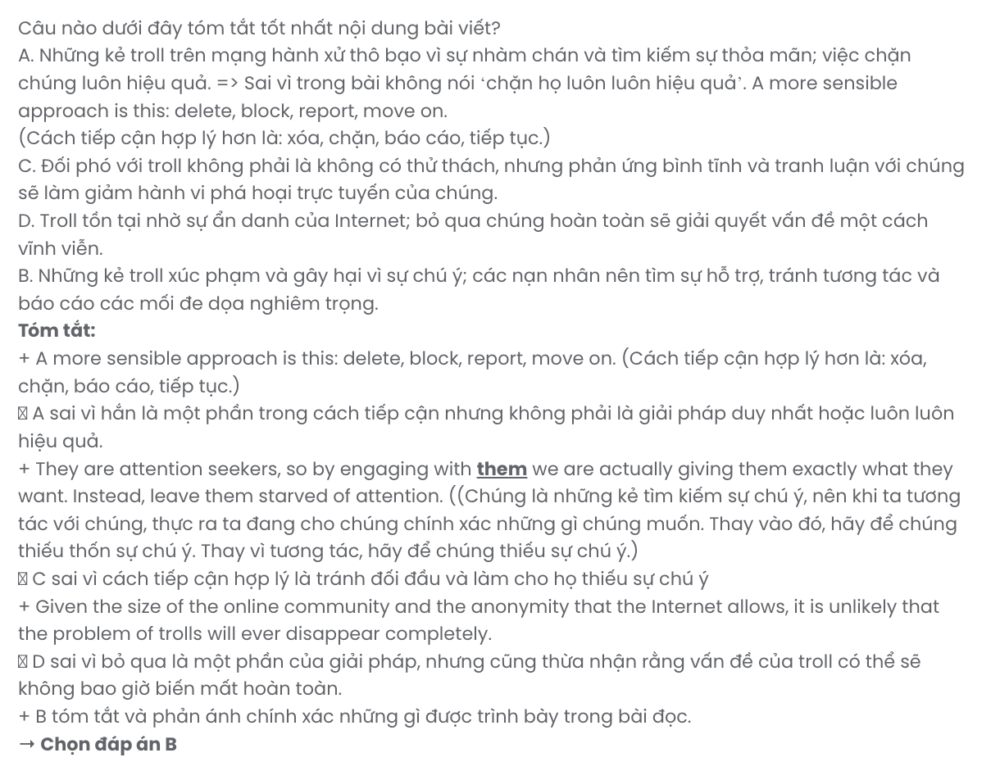 Câu nào dưới đây tóm tắt tốt nhất nội dung bài viết?
A. Những kẻ troll trên mạng hành xử thô bạo vì sự nhàm chán và tìm kiếm sự thỏa mãn; việc chặn
chúng luôn hiệu quả. => Sai vì trong bài không nói ‘chặn họ luôn luôn hiệu quả’. A more sensible
approach is this: delete, block, report, move on.
(Cách tiếp cận hợp lý hơn là: xóa, chặn, báo cáo, tiếp tục.)
C. Đối phó với troll không phải là không có thử thách, nhưng phản ứng bình tĩnh và tranh luận với chúng
sẽ làm giảm hành vi phá hoại trực tuyến của chúng.
D. Troll tồn tại nhờ sự ẩn danh của Internet; bỏ qua chúng hoàn toàn sẽ giải quyết vấn đề một cách
vĩnh viễn.
B. Những kẻ troll xúc phạm và gây hại vì sự chú ý; các nạn nhân nên tìm sự hỗ trợ, tránh tương tác và
báo cáo các mối đe dọa nghiêm trọng.
Tóm tắt:
+ A more sensible approach is this: delete, block, report, move on. (Cách tiếp cận hợp lý hơn là: xóa,
chặn, báo cáo, tiếp tục.)
A sai vì hắn là một phần trong cách tiếp cận nhưng không phải là giải pháp duy nhất hoặc luôn luôn
hiệu quả.
+ They are attention seekers, so by engaging with them we are actually giving them exactly what they
want. Instead, leave them starved of attention. ((Chúng là những kẻ tìm kiếm sự chú ý, nên khi ta tương
tác với chúng, thực ra ta đang cho chúng chính xác những gì chúng muốn. Thay vào đó, hãy để chúng
thiếu thốn sự chú ý. Thay vì tương tác, hãy để chúng thiếu sự chú ý.)
C sai vì cách tiếp cận hợp lý là tránh đối đầu và làm cho họ thiếu sự chú ý
+ Given the size of the online community and the anonymity that the Internet allows, it is unlikely that
the problem of trolls will ever disappear completely.
D sai vì bỏ qua là một phần của giải pháp, nhưng cũng thừa nhận rằng vấn đề của troll có thể sẽ
không bao giờ biến mất hoàn toàn.
+ B tóm tắt và phản ánh chính xác những gì được trình bày trong bài đọc.
→ Chọn đáp án B